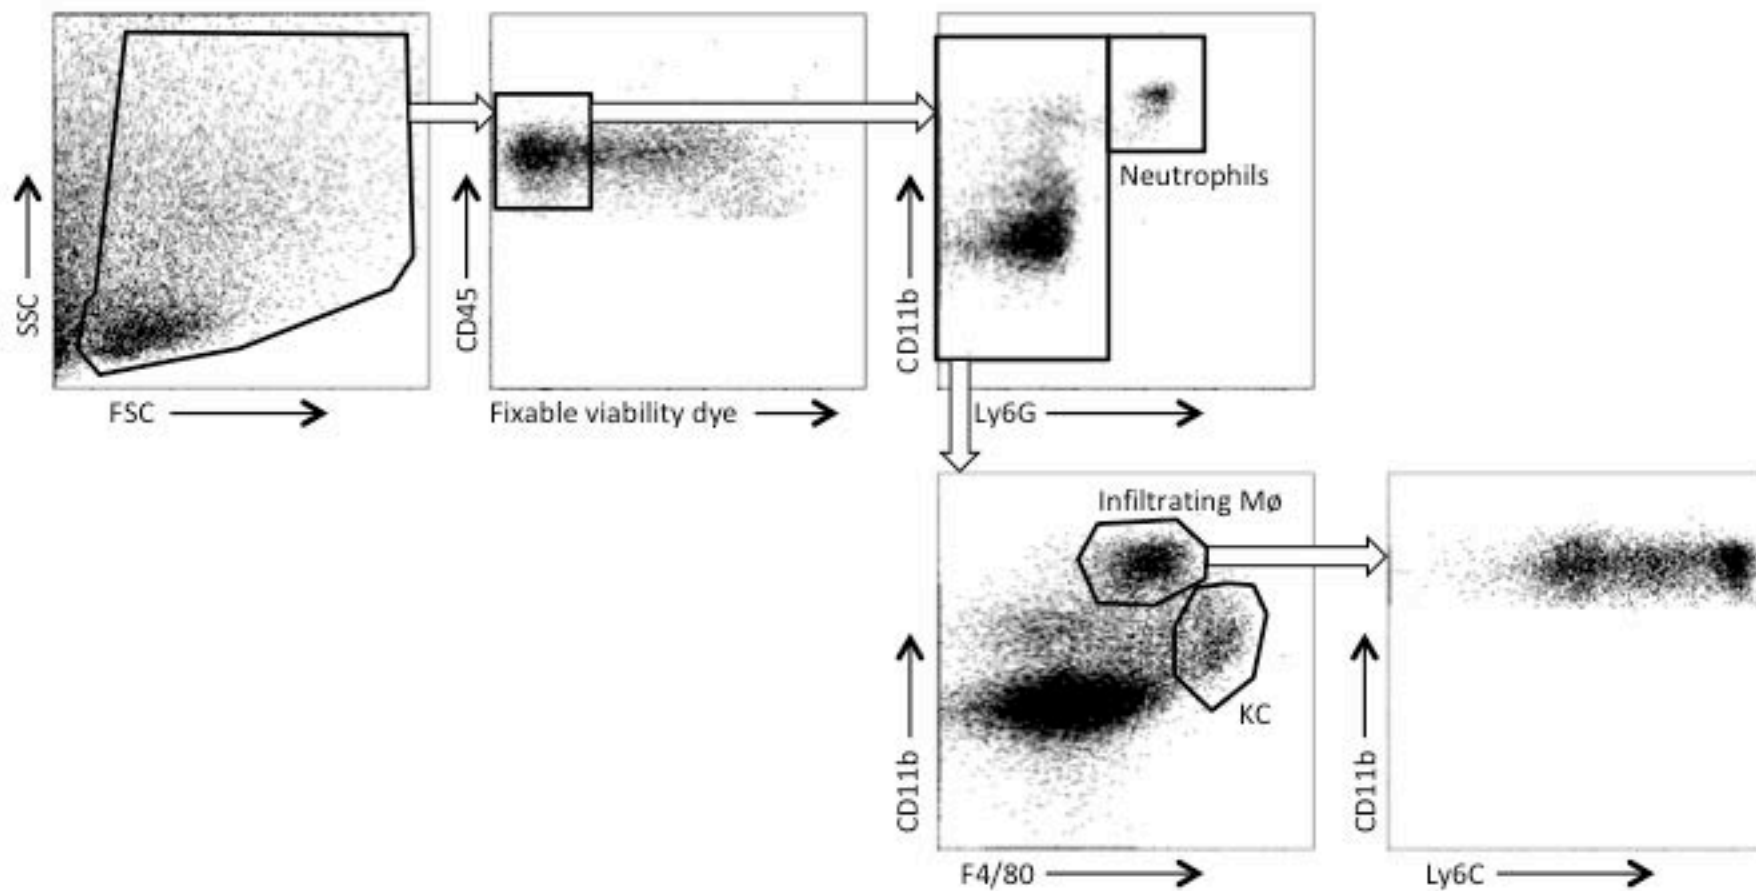 SSC
FSC
CD45
Fixable viability dye
CD11b
Ly6G
Neutrophils
CD11b
F4/80
Infiltrating Mø
KC
CD11b
Ly6C